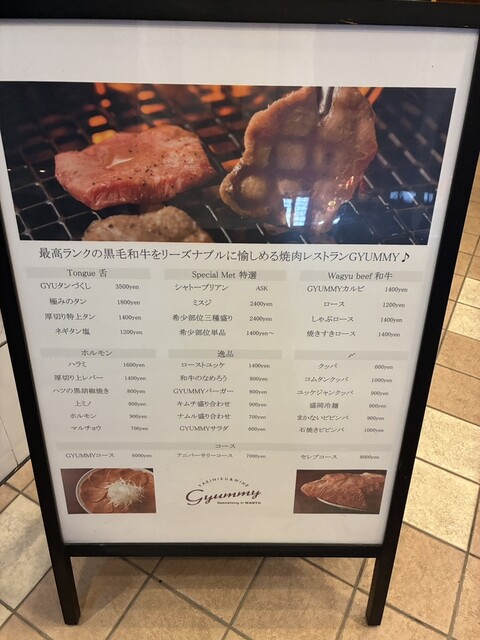 最高ランクの黒毛和牛をリーズナブルに愉しめる焼肉レストランGYUMMY♪
Tongue 舌
GYUタンづくし 3500yen
極みのタン 1800yen
厚切り特上タン 1400yen
ネギタン塩 1200yen
Special Met 特選
シャトーブリアン ASK
ミスジ 2400yen
希少部位三種盛り 2400yen
希少部位単品 1400yen～
Wagyu beef 和牛
GYUMMYカルビ 1400yen
ロース 1200yen
しゃぶロース 1400yen
焼きすきロース 1400yen
ホルモン
ハラミ 1600yen
厚切り上レバー 1400yen
ハツの黒胡椒焼き 800yen
上ミノ 900yen
ホルモン 900yen
マルチョウ 700yen
逸品
ローストユッケ 1400yen
和牛のなめろう 800yen
GYUMMYバーガー 800yen
キムチ盛り合わせ 900yen
ナムル盛り合わせ 700yen
GYUMMYサラダ 600yen
〆
クッパ 600yen
コムタンクッパ 1000yen
ユッケジャンクッパ 900yen
盛岡冷麺 900yen
まかないビビンバ 900yen
石焼きビビンバ 1000yen
コース
GYUMMYコース 6000yen
アニバーサリーコース 7000yen
セレブコース 8000yen
YAKINIKU&WINE
Gyummy
Specializing in WAGYU